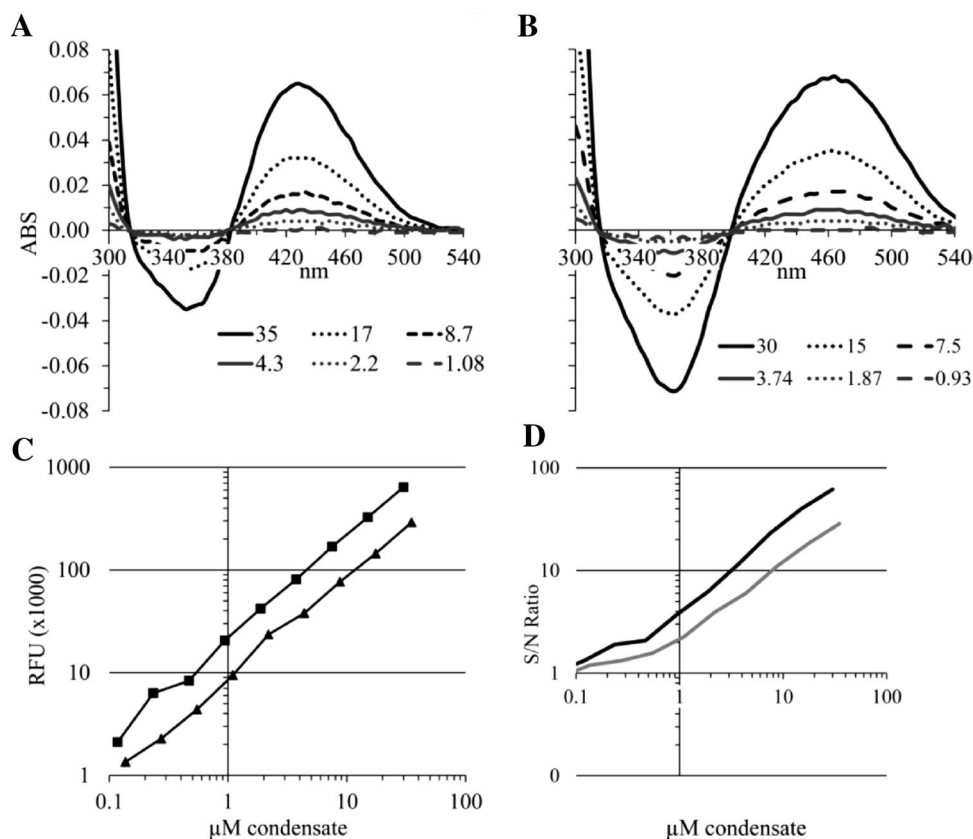 A
B
0.08
0.06
0.04
0.02
0.00
-0.02
-0.04
-0.06
-0.08
ABS
300 340 380 420 460 500 540
nm
35 17 8.7
4.3 2.2 1.08
300 340 380 420 460 500 540
nm
30 15 7.5
3.74 1.87 0.93
C
1000
100
10
1
RFU (x1000)
0.1 1 10 100
µM condensate
D
100
10
1
0
S/N Ratio
0.1 1 10 100
µM condensate